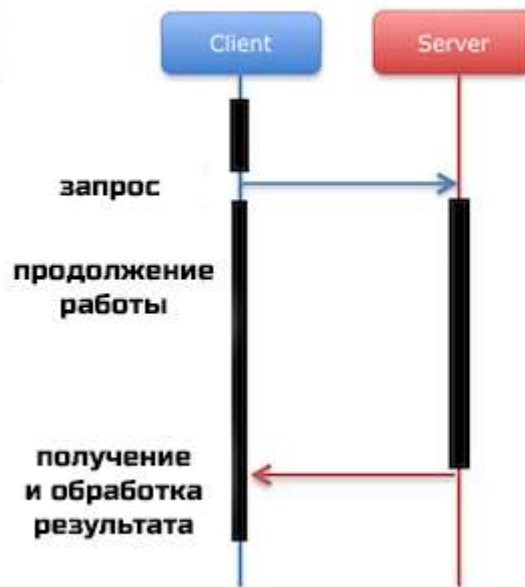 Client
Server
запрос
продолжение
работы
получение
и обработка
результата